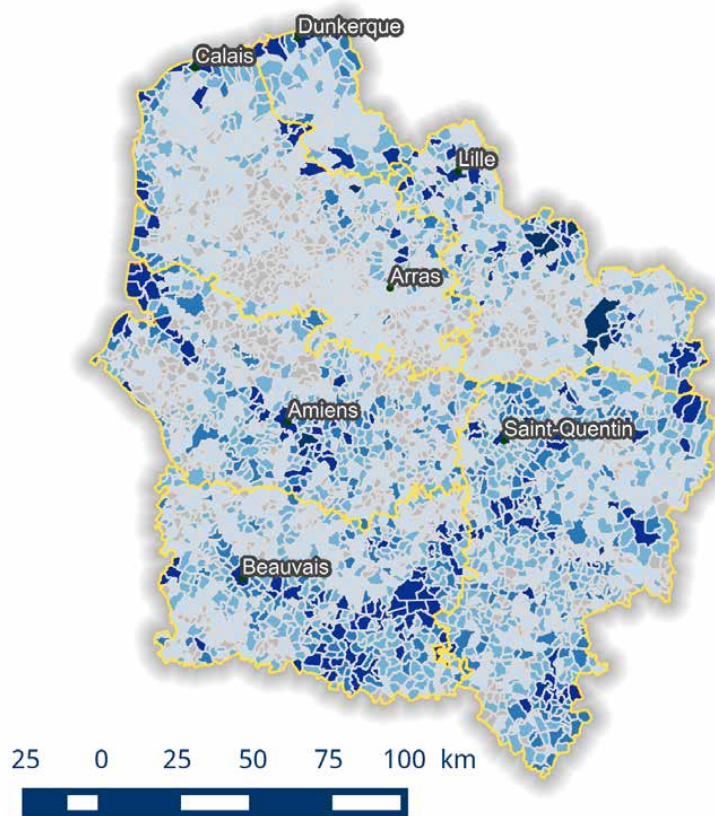 Dunkerque
Calais
Lille
Arras
Amiens
Saint-Quentin
Beauvais
25 0 25 50 75 100 km